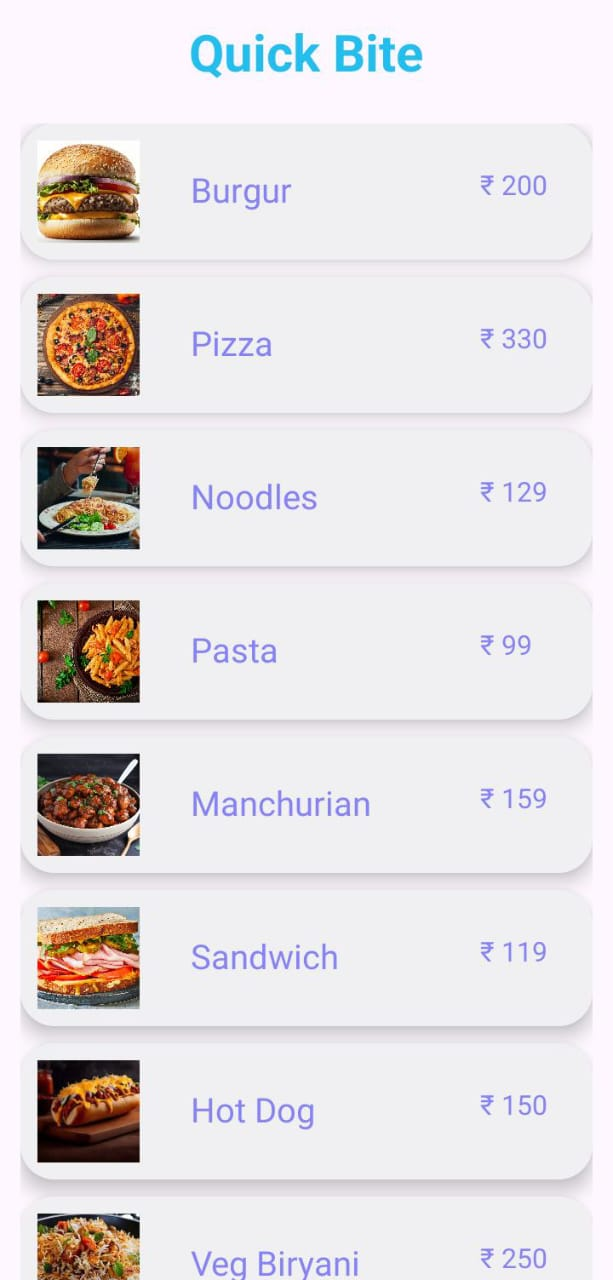 Quick Bite
Burgur ₹ 200
Pizza ₹ 330
Noodles ₹ 129
Pasta ₹ 99
Manchurian ₹ 159
Sandwich ₹ 119
Hot Dog ₹ 150
Veg Biryani ₹ 250